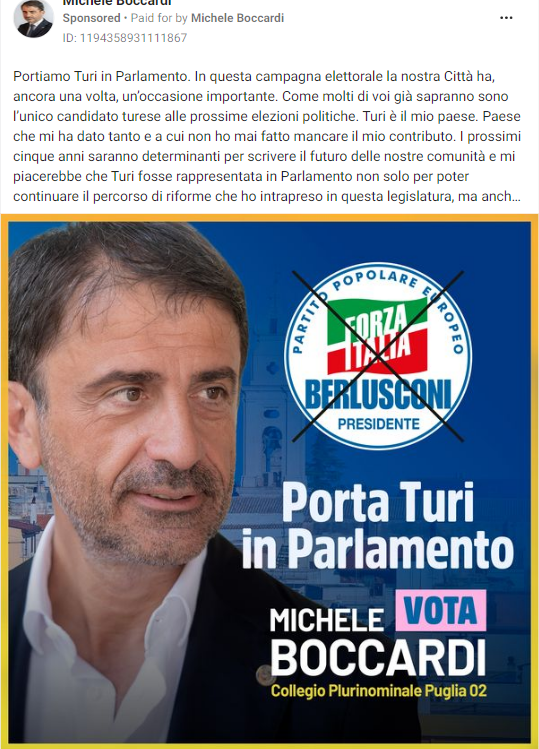 Michele Boccardi
Sponsored • Paid for by Michele Boccardi
ID: 1194358931111867
Portiamo Turi in Parlamento. In questa campagna elettorale la nostra Città ha,
ancora una volta, un'occasione importante. Come molti di voi già sapranno sono
l'unico candidato turese alle prossime elezioni politiche. Turi è il mio paese. Paese
che mi ha dato tanto e a cui non ho mai fatto mancare il mio contributo. I prossimi
cinque anni saranno determinanti per scrivere il futuro delle nostre comunità e mi
piacerebbe che Turi fosse rappresentata in Parlamento non solo per poter
continuare il percorso di riforme che ho intrapreso in questa legislatura, ma anch...
PARTITO POPOLARE EUROPEO
FORZA
ITALIA
BERLUSCONI
PRESIDENTE
Porta Turi
in Parlamento
MICHELE VOTA
BOCCARDI
Collegio Plurinominale Puglia 02